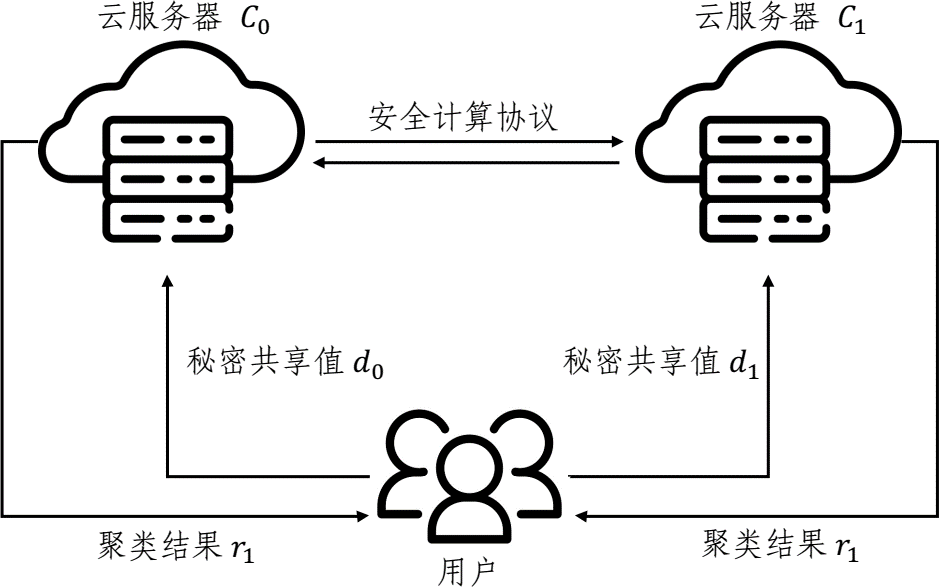 云服务器 C₀
云服务器 C₁
安全计算协议
秘密共享值 d₀
秘密共享值 d₁
聚类结果 r₁
聚类结果 r₁
用户